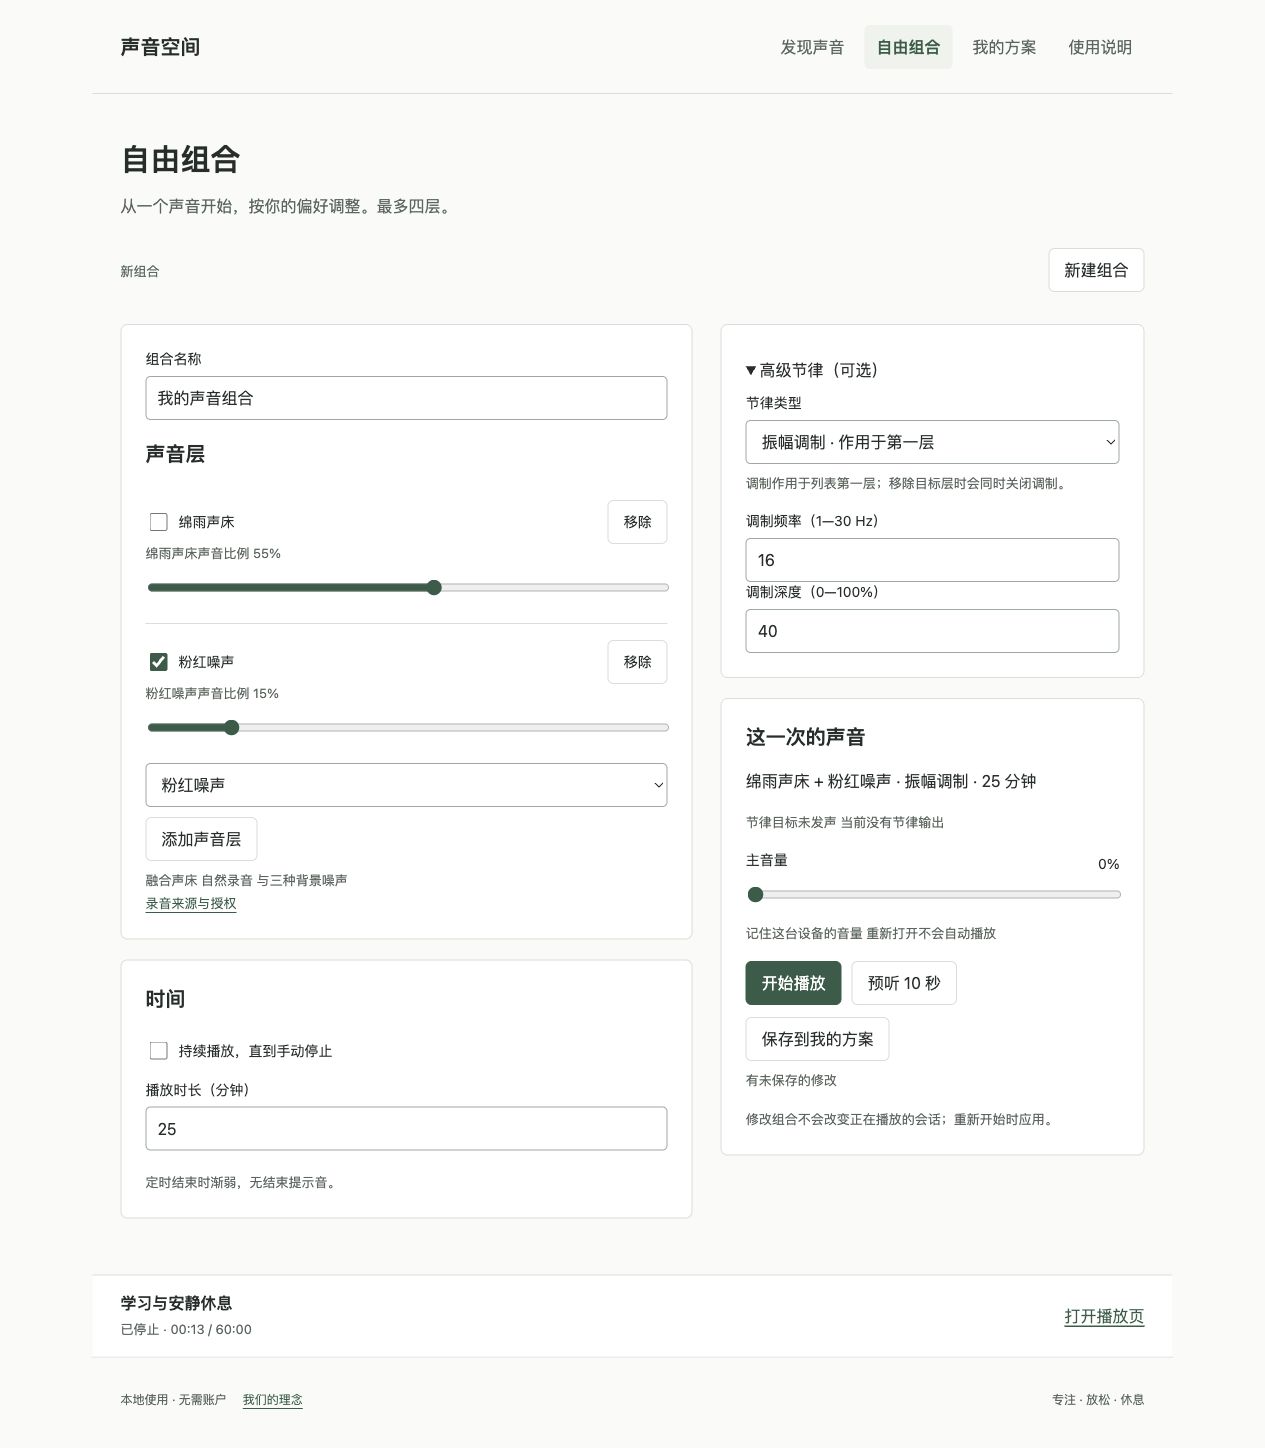 声音空间
发现声音
自由组合
我的方案
使用说明
自由组合
从一个声音开始，按你的偏好调整。最多四层。
新组合
新建组合
组合名称
我的声音组合
声音层
绵雨声床
移除
绵雨声床声音比例 55%
粉红噪声
移除
粉红噪声声音比例 15%
粉红噪声
添加声音层
融合声床 自然录音 与三种背景噪声
录音来源与授权
时间
持续播放，直到手动停止
播放时长（分钟）
25
定时结束时渐弱，无结束提示音。
▼高级节律（可选）
节律类型
振幅调制 · 作用于第一层
调制作用于列表第一层；移除目标层时会同时关闭调制。
调制频率（1—30 Hz）
16
调制深度（0—100%）
40
这一次的声音
绵雨声床 + 粉红噪声 · 振幅调制 · 25 分钟
节律目标未发声 当前没有节律输出
主音量
0%
记住这台设备的音量 重新打开不会自动播放
开始播放
预听 10 秒
保存到我的方案
有未保存的修改
修改组合不会改变正在播放的会话；重新开始时应用。
学习与安静休息
已停止 · 00:13 / 60:00
打开播放页
本地使用 · 无需账户
我们的理念
专注 · 放松 · 休息